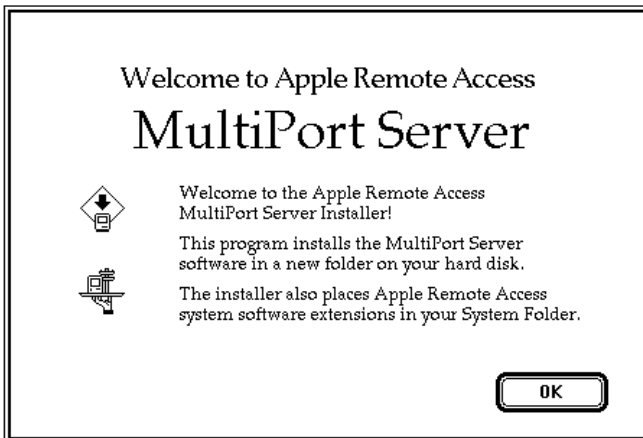 Welcome to Apple Remote Access
MultiPort Server
Welcome to the Apple Remote Access
MultiPort Server Installer!
This program installs the MultiPort Server
software in a new folder on your hard disk.
The installer also places Apple Remote Access
system software extensions in your System Folder.
OK